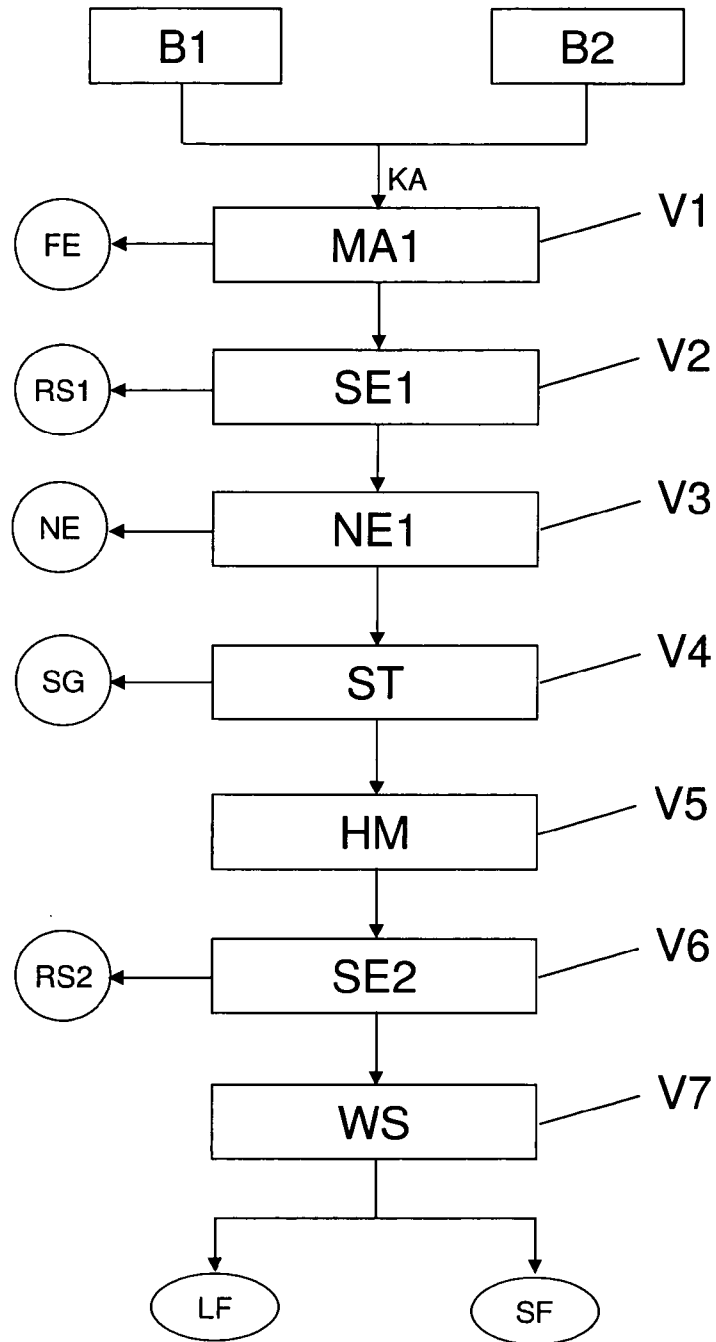 B1 B2
KA
V1
FE MA1
V2
RS1 SE1
V3
NE NE1
V4
SG ST
V5
HM
V6
RS2 SE2
V7
WS
LF SF